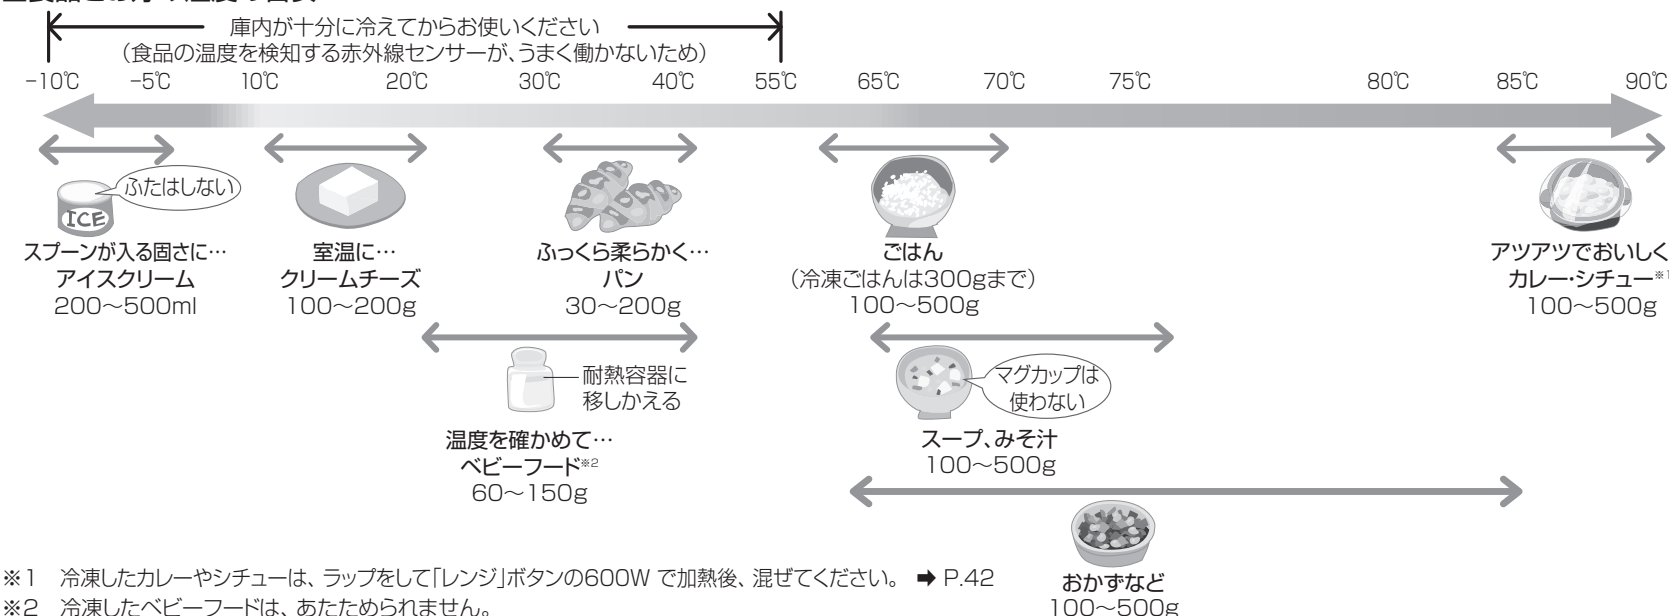 庫内が十分に冷えてからお使いください
（食品の温度を検知する赤外線センサーが、うまく働かないため）
−10℃ −5℃ 10℃ 20℃ 30℃ 40℃ 55℃ 65℃ 70℃ 75℃ 80℃ 85℃ 90℃
ふたはしない
ICE
スプーンが入る固さに…
アイスクリーム
200〜500ml
室温に…
クリームチーズ
100〜200g
ふっくら柔らかく…
パン
30〜200g
ごはん
（冷凍ごはんは300gまで）
100〜500g
アツアツでおいしく
カレー・シチュー※1
100〜500g
耐熱容器に
移しかえる
温度を確かめて…
ベビーフード※2
60〜150g
マグカップは
使わない
スープ、みそ汁
100〜500g
おかずなど
100〜500g
※1 冷凍したカレーやシチューは、ラップをして「レンジ」ボタンの600W で加熱後、混ぜてください。 ➡ P.42
※2 冷凍したベビーフードは、あたためられません。